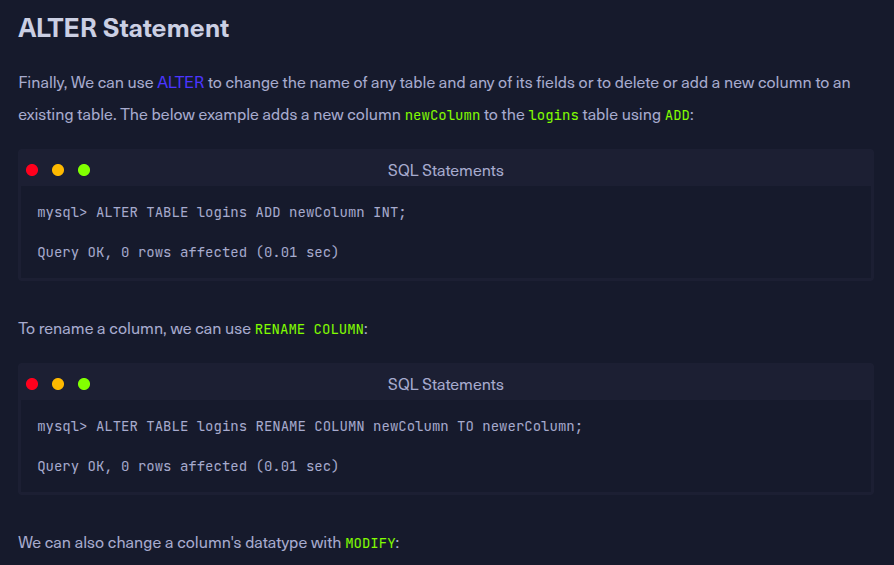 ALTER Statement
Finally, We can use ALTER to change the name of any table and any of its fields or to delete or add a new column to an
existing table. The below example adds a new column newColumn to the logins table using ADD:
SQL Statements
mysql> ALTER TABLE logins ADD newColumn INT;
Query OK, 0 rows affected (0.01 sec)
To rename a column, we can use RENAME COLUMN:
SQL Statements
mysql> ALTER TABLE logins RENAME COLUMN newColumn TO newerColumn;
Query OK, 0 rows affected (0.01 sec)
We can also change a column's datatype with MODIFY: